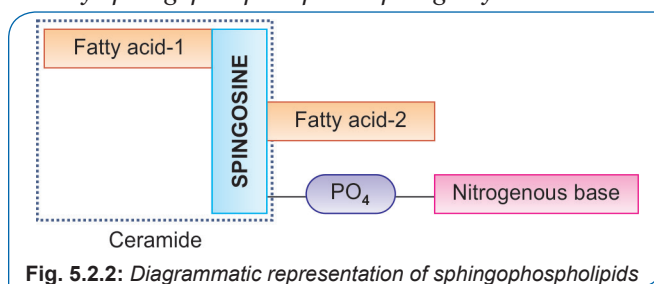 Fatty acid-1
SPINGOSINE
Fatty acid-2
PO₄
Nitrogenous base
Ceramide
Fig. 5.2.2: Diagrammatic representation of sphingophospholipids